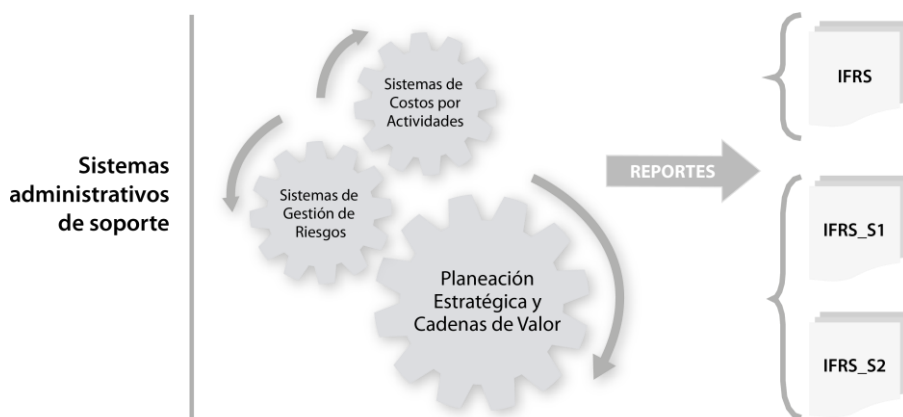 Sistemas
administrativos
de soporte
Sistemas de
Costos por
Actividades
Sistemas de
Gestión de
Riesgos
Planeación
Estratégica y
Cadenas de Valor
REPORTES
IFRS
IFRS_S1
IFRS_S2